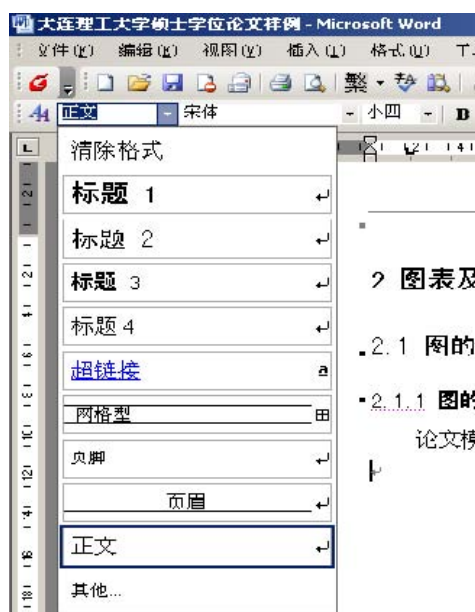 大连理工大学硕士学位论文样例 - Microsoft Word
文件(F) 编辑(E) 视图(V) 插入(I) 格式(O) 工
繁
正文 宋体 小四 B
清除格式
标题 1
标题 2
标题 3
标题 4
超链接 a
网格型
页脚
页眉
正文
其他...
2 图表及
2.1 图的
2.1.1 图的
论文模